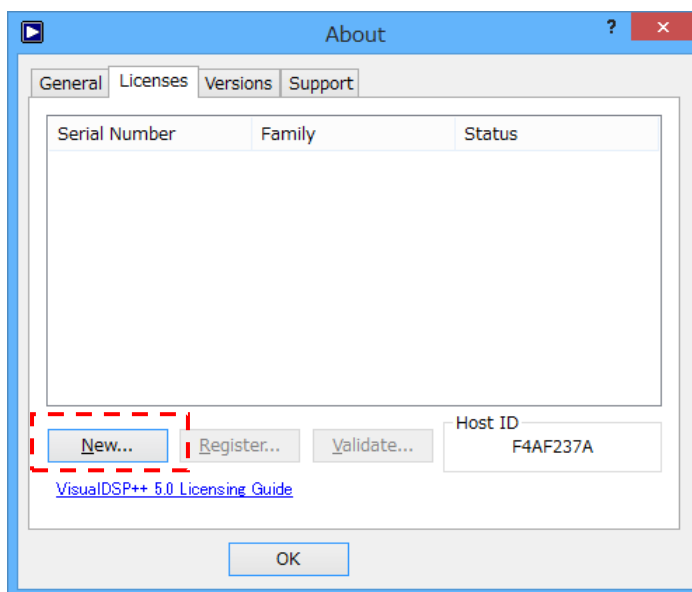 About
? ×
General Licenses Versions Support
Serial Number Family Status
Host ID
New... Register... Validate... F4AF237A
VisualDSP++ 5.0 Licensing Guide
OK